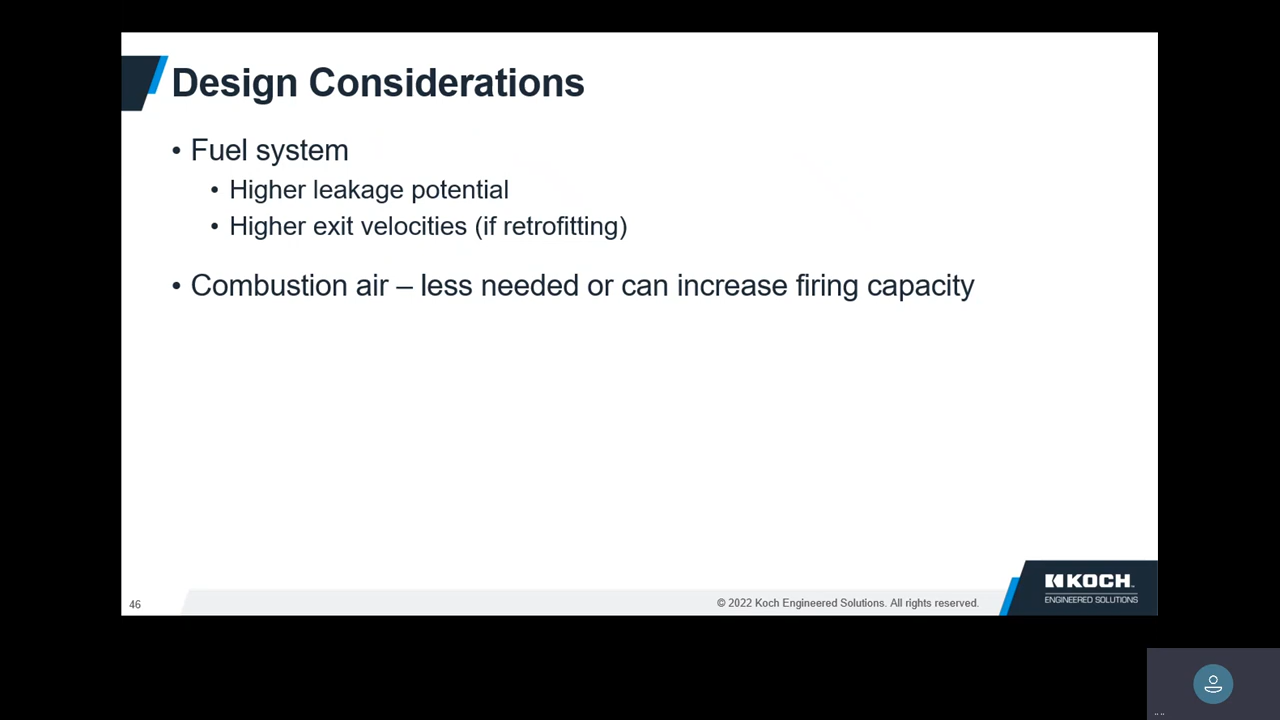 Design Considerations
• Fuel system
• Higher leakage potential
• Higher exit velocities (if retrofitting)
• Combustion air – less needed or can increase firing capacity
46
© 2022 Koch Engineered Solutions. All rights reserved.
KOCH
ENGINEERED SOLUTIONS